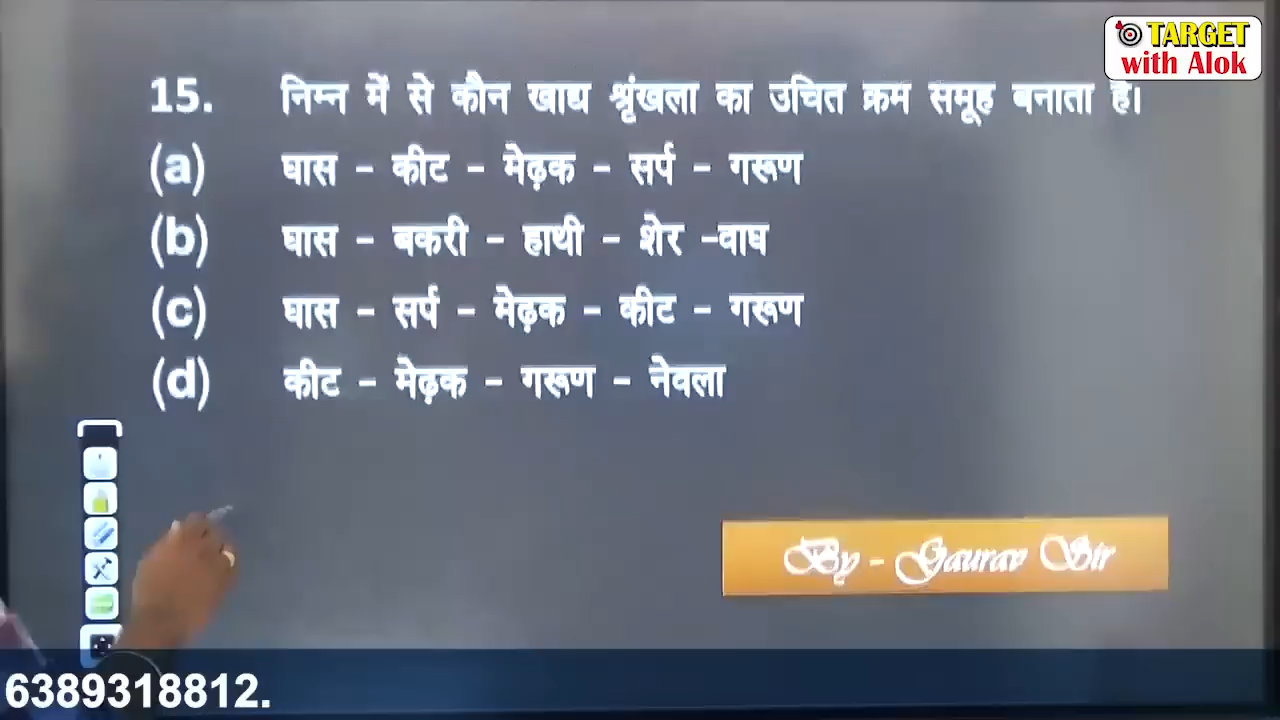 TARGET
with Alok
15. निम्न में से कौन खाद्य श्रृंखला का उचित क्रम समूह बनाता है।
(a) घास - कीट - मेढ़क - सर्प - गरूण
(b) घास - बकरी - हाथी - शेर -वाघ
(c) घास - सर्प - मेढ़क - कीट - गरूण
(d) कीट - मेढ़क - गरूण - नेवला
By - Gaurav Sir
6389318812.